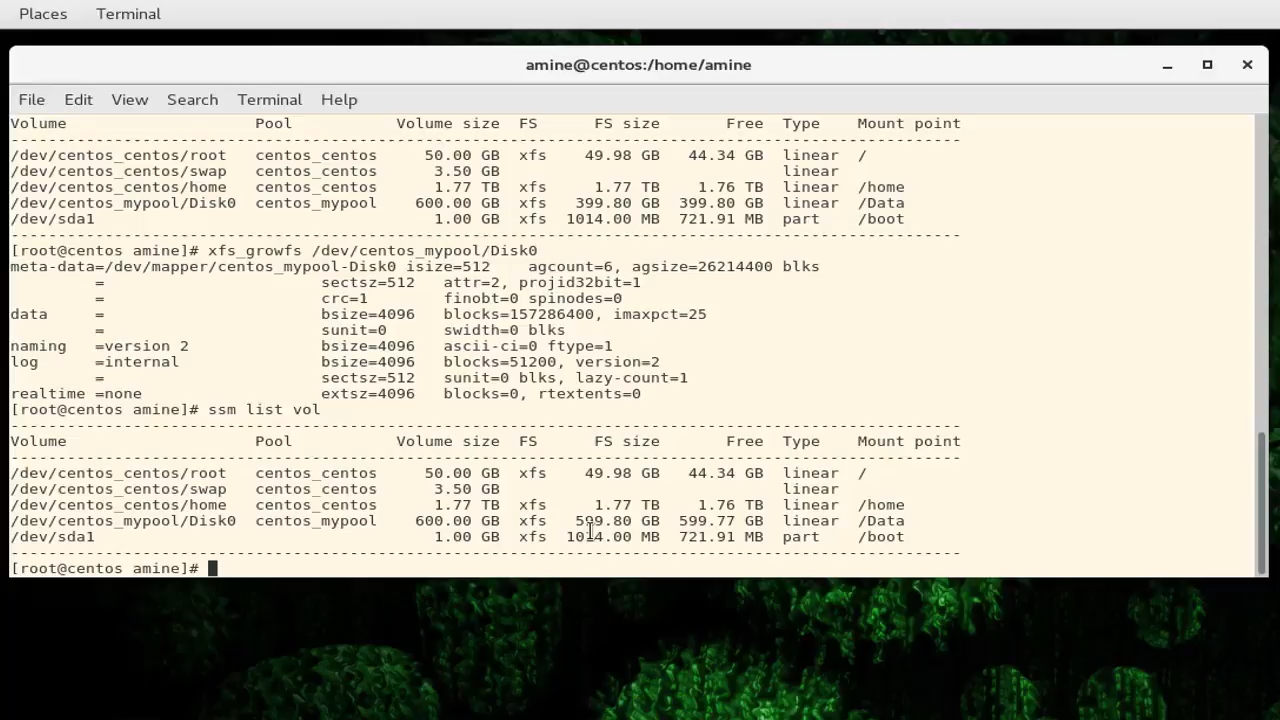 Places Terminal
amine@centos:/home/amine
File Edit View Search Terminal Help
Volume Pool Volume size FS FS size Free Type Mount point
--------------------------------------------------------------------------------------------------
/dev/centos_centos/root centos_centos 50.00 GB xfs 49.98 GB 44.34 GB linear /
/dev/centos_centos/swap centos_centos 3.50 GB linear
/dev/centos_centos/home centos_centos 1.77 TB xfs 1.77 TB 1.76 TB linear /home
/dev/centos_mypool/Disk0 centos_mypool 600.00 GB xfs 399.80 GB 399.80 GB linear /Data
/dev/sda1 1.00 GB xfs 1014.00 MB 721.91 MB part /boot
--------------------------------------------------------------------------------------------------
[root@centos amine]# xfs_growfs /dev/centos_mypool/Disk0
meta-data=/dev/mapper/centos_mypool-Disk0 isize=512 agcount=6, agsize=26214400 blks
= sectsz=512 attr=2, projid32bit=1
= crc=1 finobt=0 spinodes=0
data = bsize=4096 blocks=157286400, imaxpct=25
= sunit=0 swidth=0 blks
naming =version 2 bsize=4096 ascii-ci=0 ftype=1
log =internal bsize=4096 blocks=51200, version=2
= sectsz=512 sunit=0 blks, lazy-count=1
realtime =none extsz=4096 blocks=0, rtextents=0
[root@centos amine]# ssm list vol
--------------------------------------------------------------------------------------------------
Volume Pool Volume size FS FS size Free Type Mount point
--------------------------------------------------------------------------------------------------
/dev/centos_centos/root centos_centos 50.00 GB xfs 49.98 GB 44.34 GB linear /
/dev/centos_centos/swap centos_centos 3.50 GB linear
/dev/centos_centos/home centos_centos 1.77 TB xfs 1.77 TB 1.76 TB linear /home
/dev/centos_mypool/Disk0 centos_mypool 600.00 GB xfs 599.80 GB 599.77 GB linear /Data
/dev/sda1 1.00 GB xfs 1014.00 MB 721.91 MB part /boot
--------------------------------------------------------------------------------------------------
[root@centos amine]#